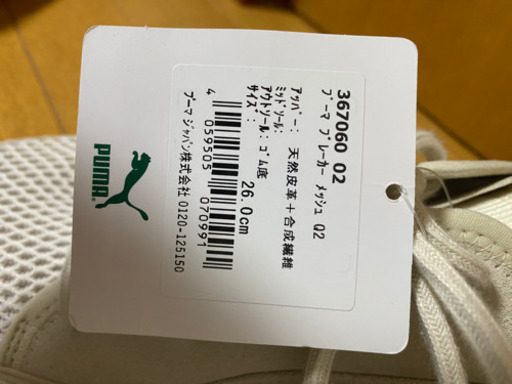 367060 02
プーマ ブレーカー メッシュ Q2
アッパー： 天然皮革＋合成繊維
ミッドソール:
アウトソール: ゴム底
サイズ： 26.0cm
4 059505 070991
プーマ ジャパン株式会社 0120-125150
PUMA